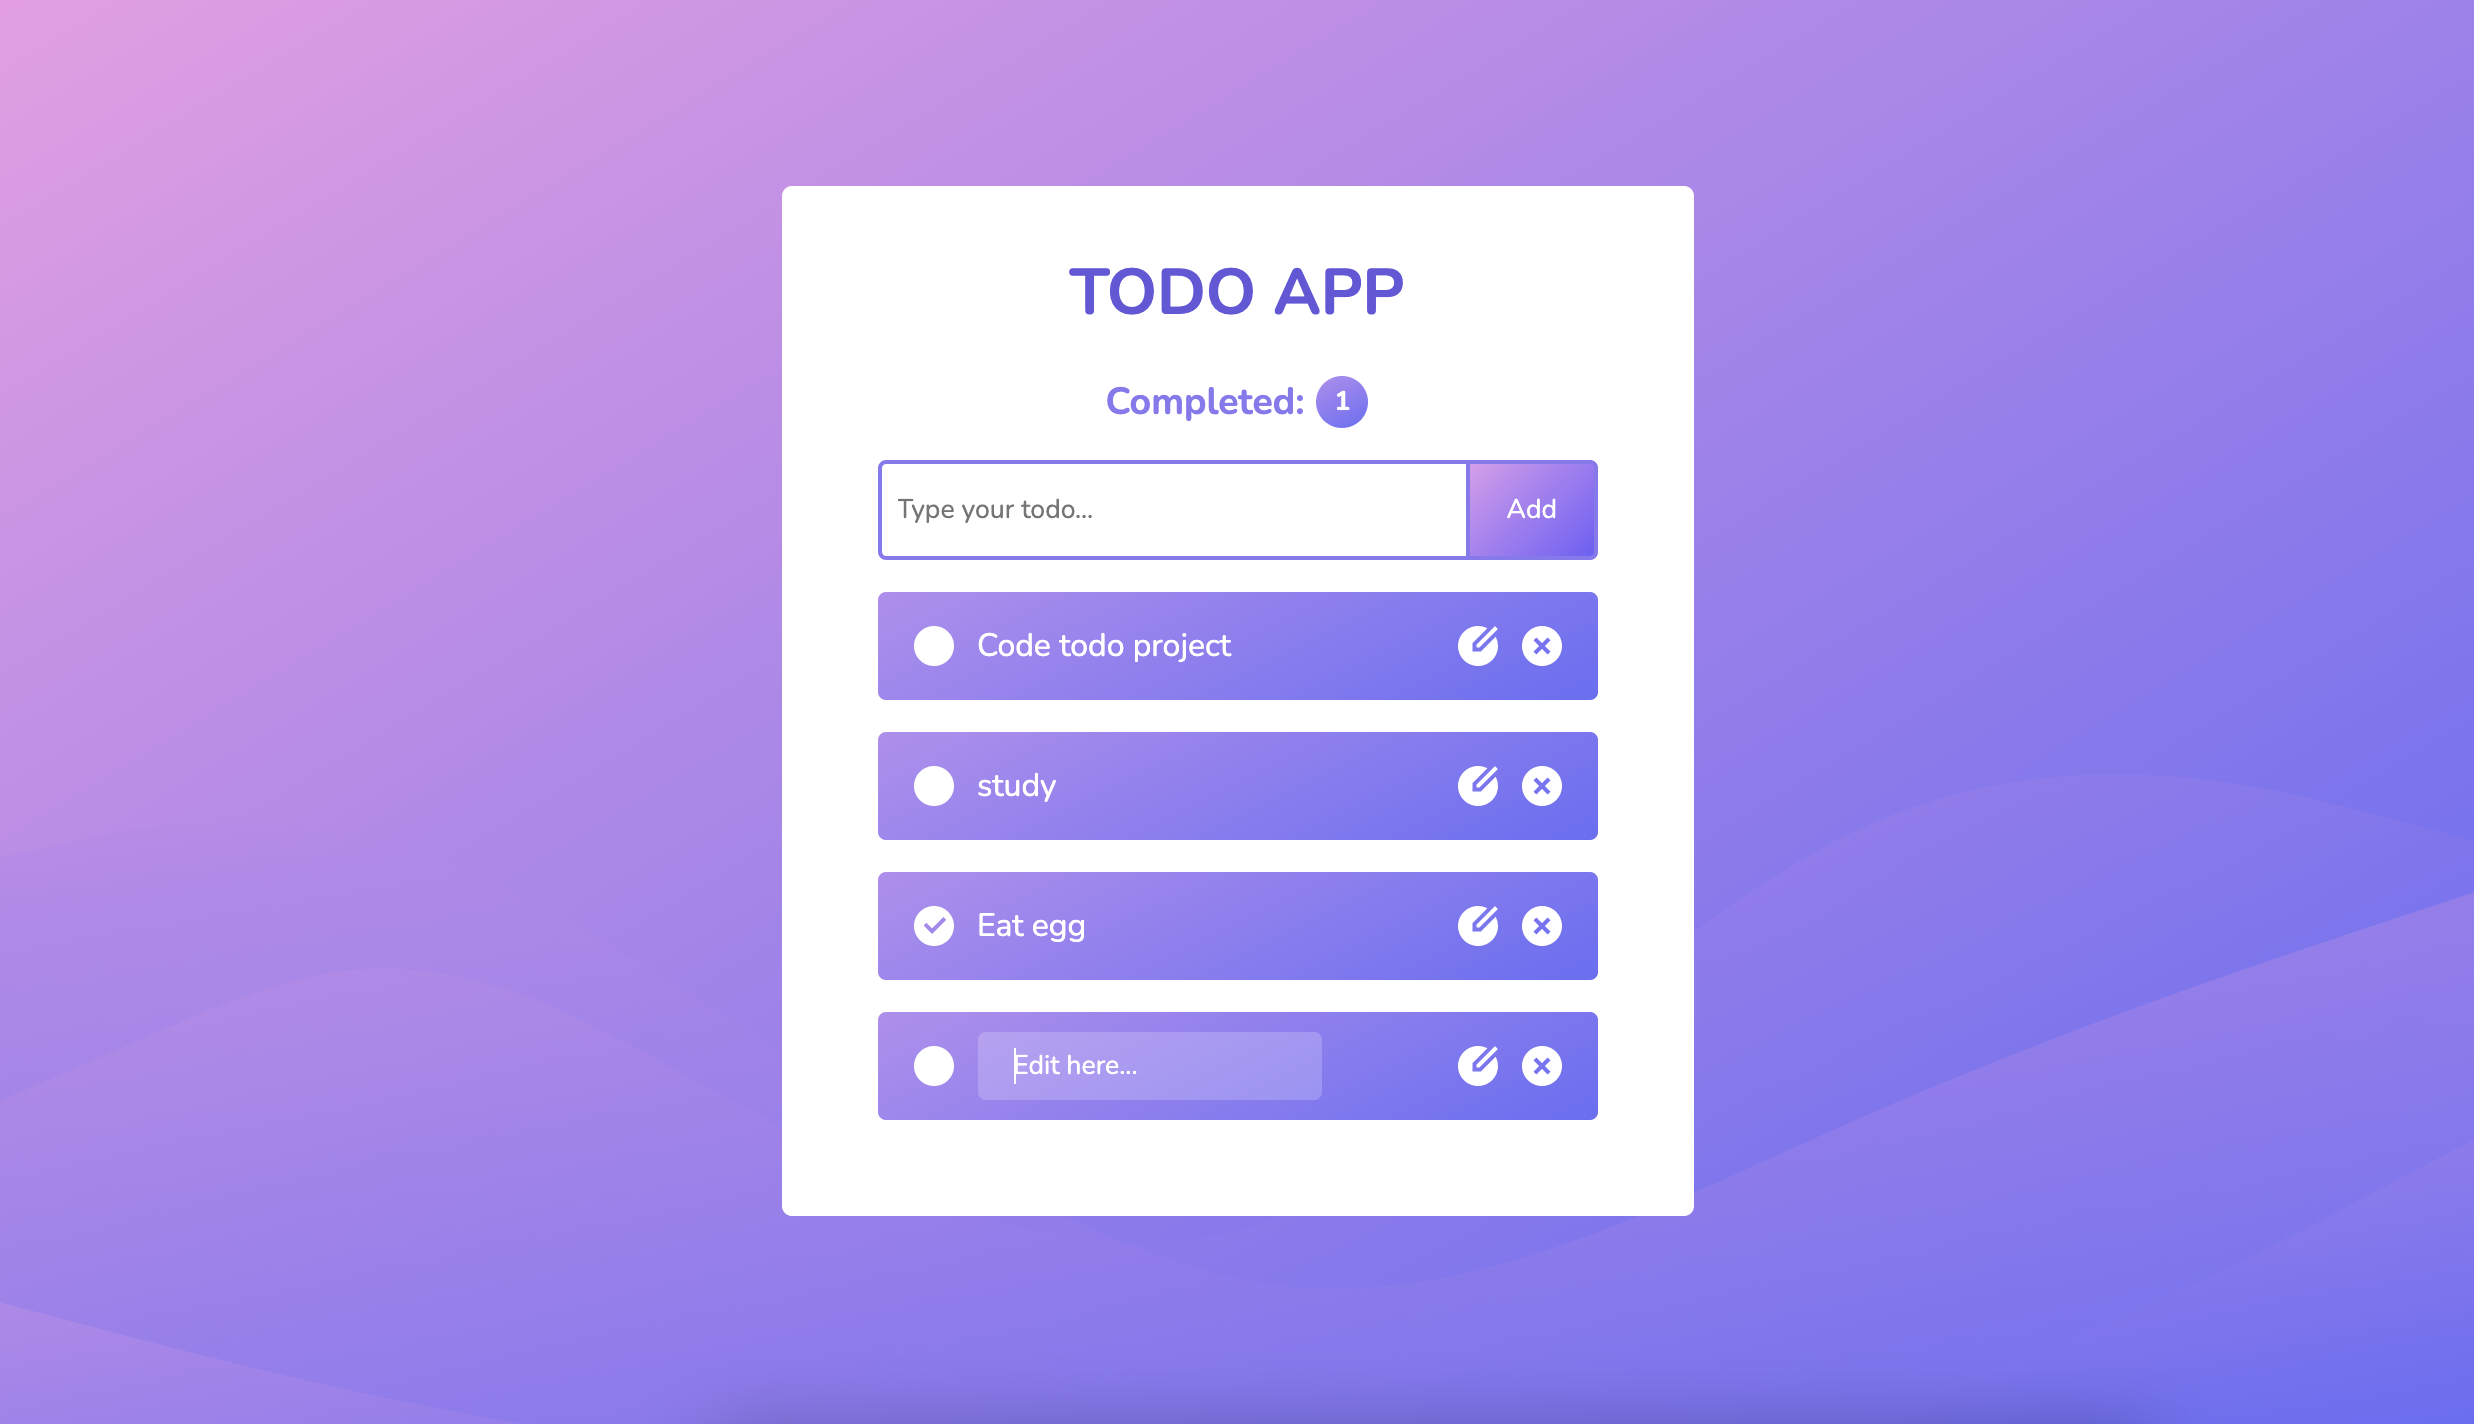 TODO APP
Completed: 1
Type your todo...
Add
Code todo project
study
Eat egg
Edit here...